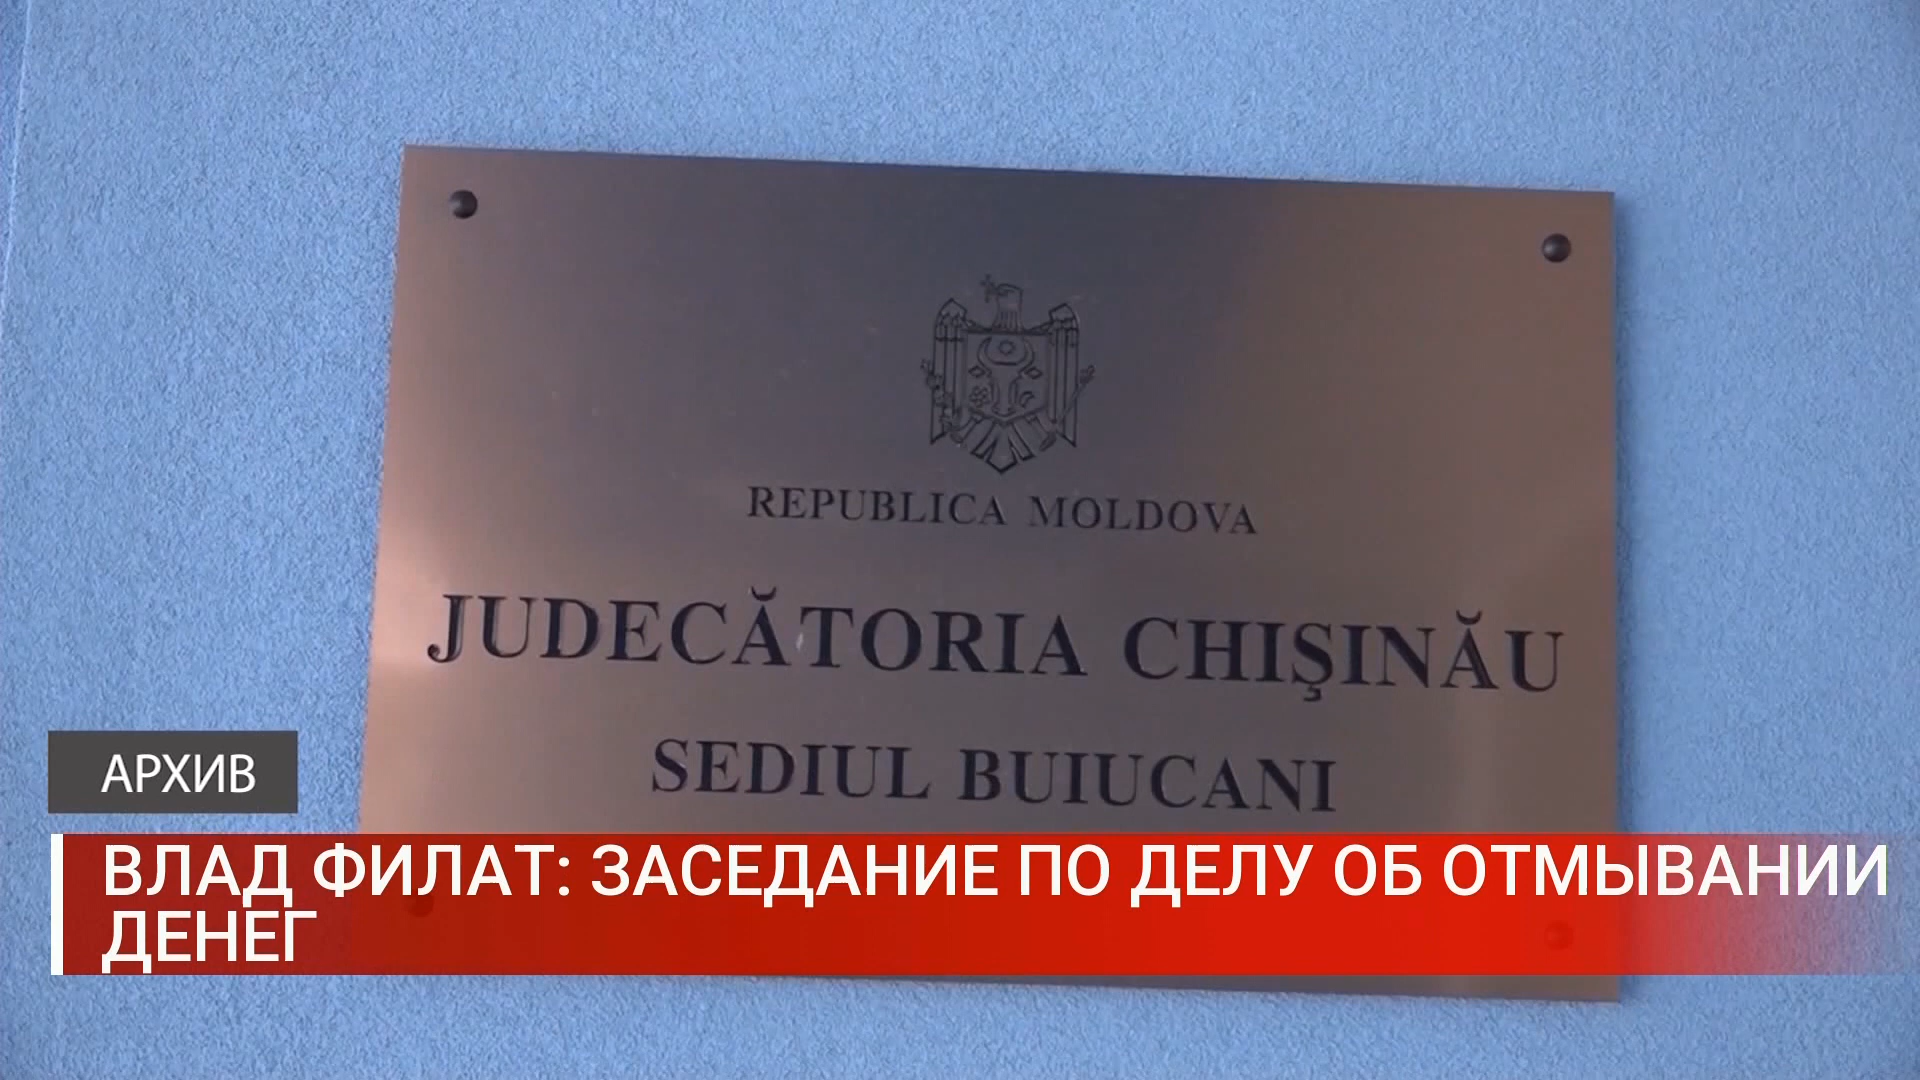 REPUBLICA MOLDOVA
JUDECĂTORIA CHIŞINĂU
SEDIUL BUIUCANI
АРХИВ
ВЛАД ФИЛАТ: ЗАСЕДАНИЕ ПО ДЕЛУ ОБ ОТМЫВАНИИ
ДЕНЕГ